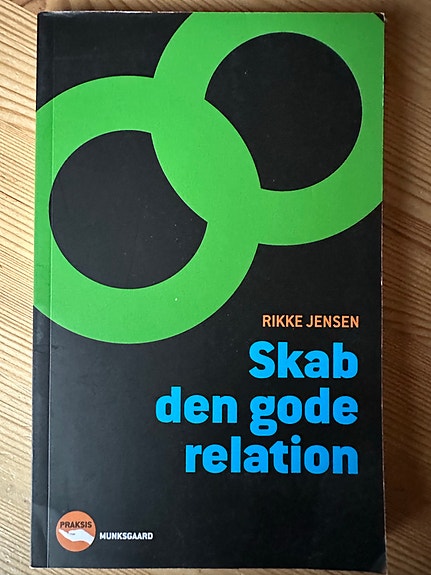 RIKKE JENSEN
Skab
den gode
relation
PRAKSIS
MUNKSGAARD